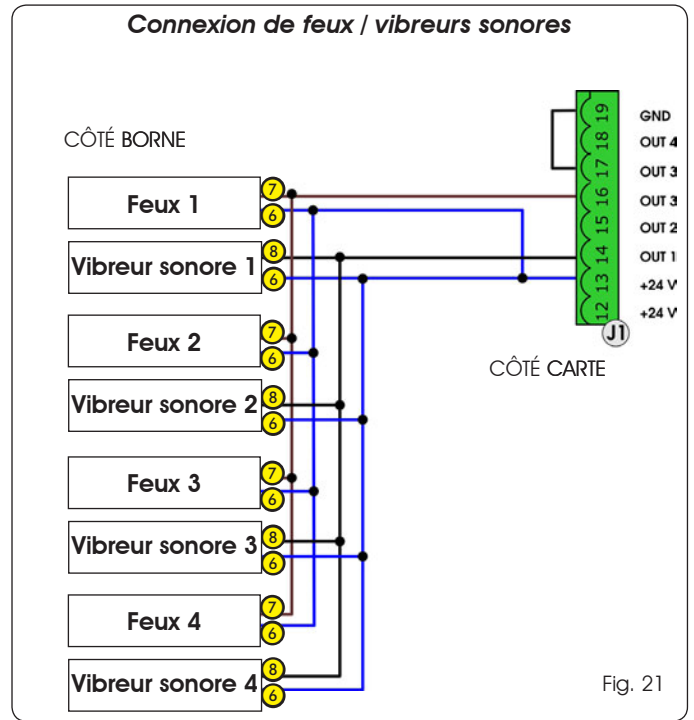 Connexion de feux / vibreurs sonores
CÔTÉ BORNE
Feux 1
7
6
Vibreur sonore 1
8
6
Feux 2
7
6
Vibreur sonore 2
8
6
Feux 3
7
6
Vibreur sonore 3
8
6
Feux 4
7
6
Vibreur sonore 4
8
6
19 GND
18 OUT 4
17 OUT 3
16 OUT 3
15 OUT 2
14 OUT 1
13 +24 V
12 +24 V
J1
CÔTÉ CARTE
Fig. 21